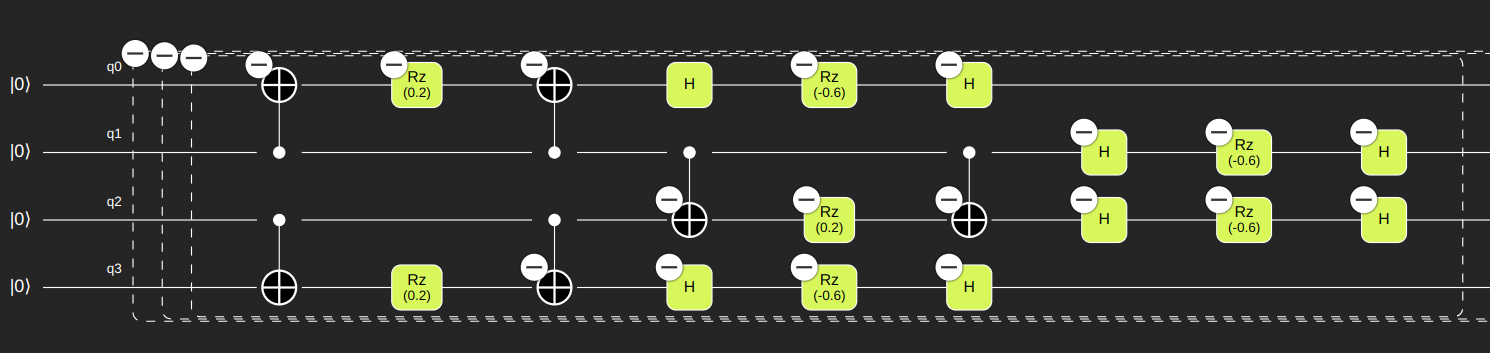 q0
|0⟩ Rz (0.2) H Rz (-0.6) H
q1
|0⟩ H Rz (-0.6) H
q2
|0⟩ Rz (0.2) H Rz (-0.6) H
q3
|0⟩ Rz (0.2) H Rz (-0.6) H